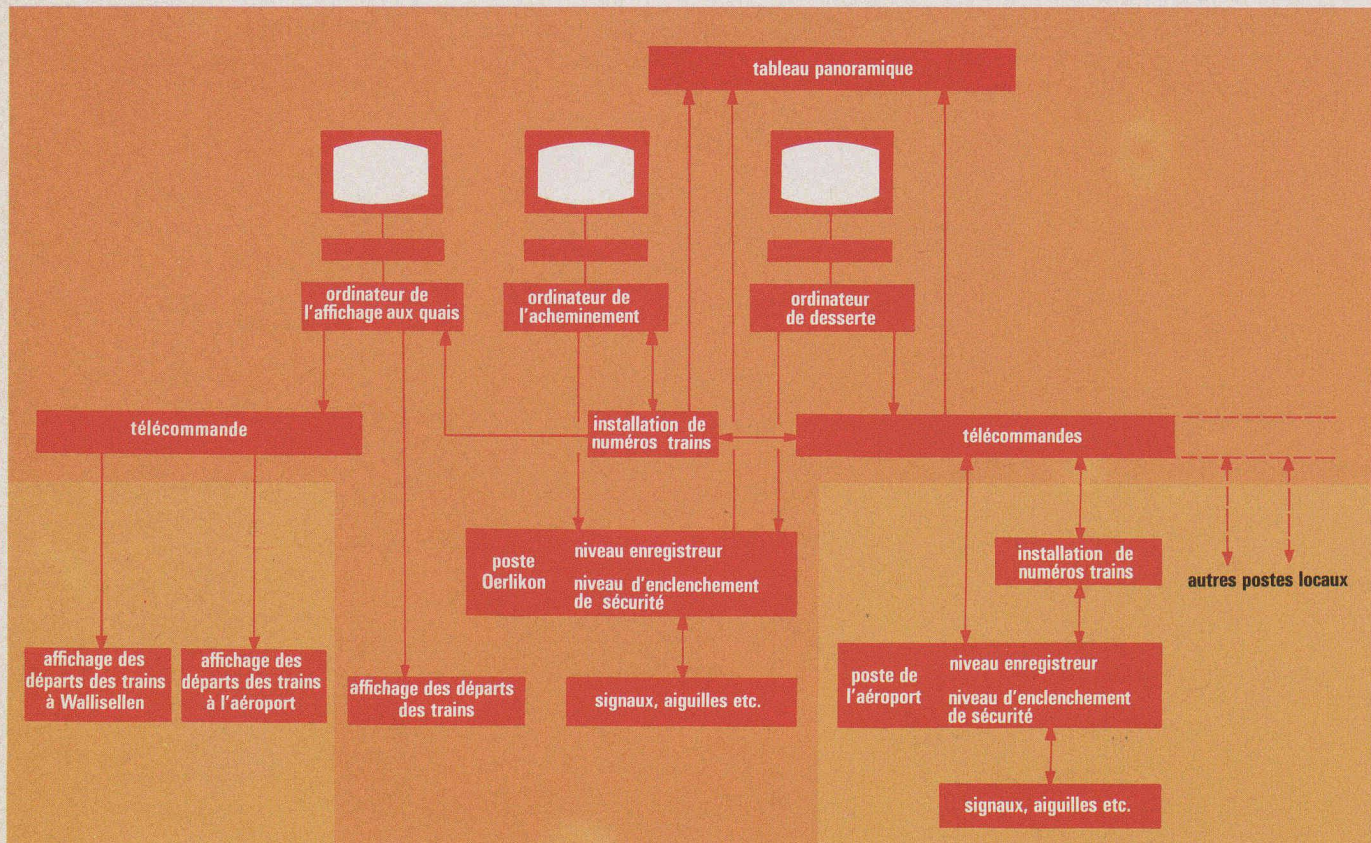 tableau panoramique
ordinateur de
l'affichage aux quais
ordinateur de
l'acheminement
ordinateur
de desserte
télécommande
installation de
numéros trains
télécommandes
poste
Oerlikon
niveau enregistreur
niveau d'enclenchement
de sécurité
installation de
numéros trains
autres postes locaux
affichage des
départs des trains
à Wallisellen
affichage des
départs des trains
à l'aéroport
affichage des départs
des trains
signaux, aiguilles etc.
poste de
l'aéroport
niveau enregistreur
niveau d'enclenchement
de sécurité
signaux, aiguilles etc.